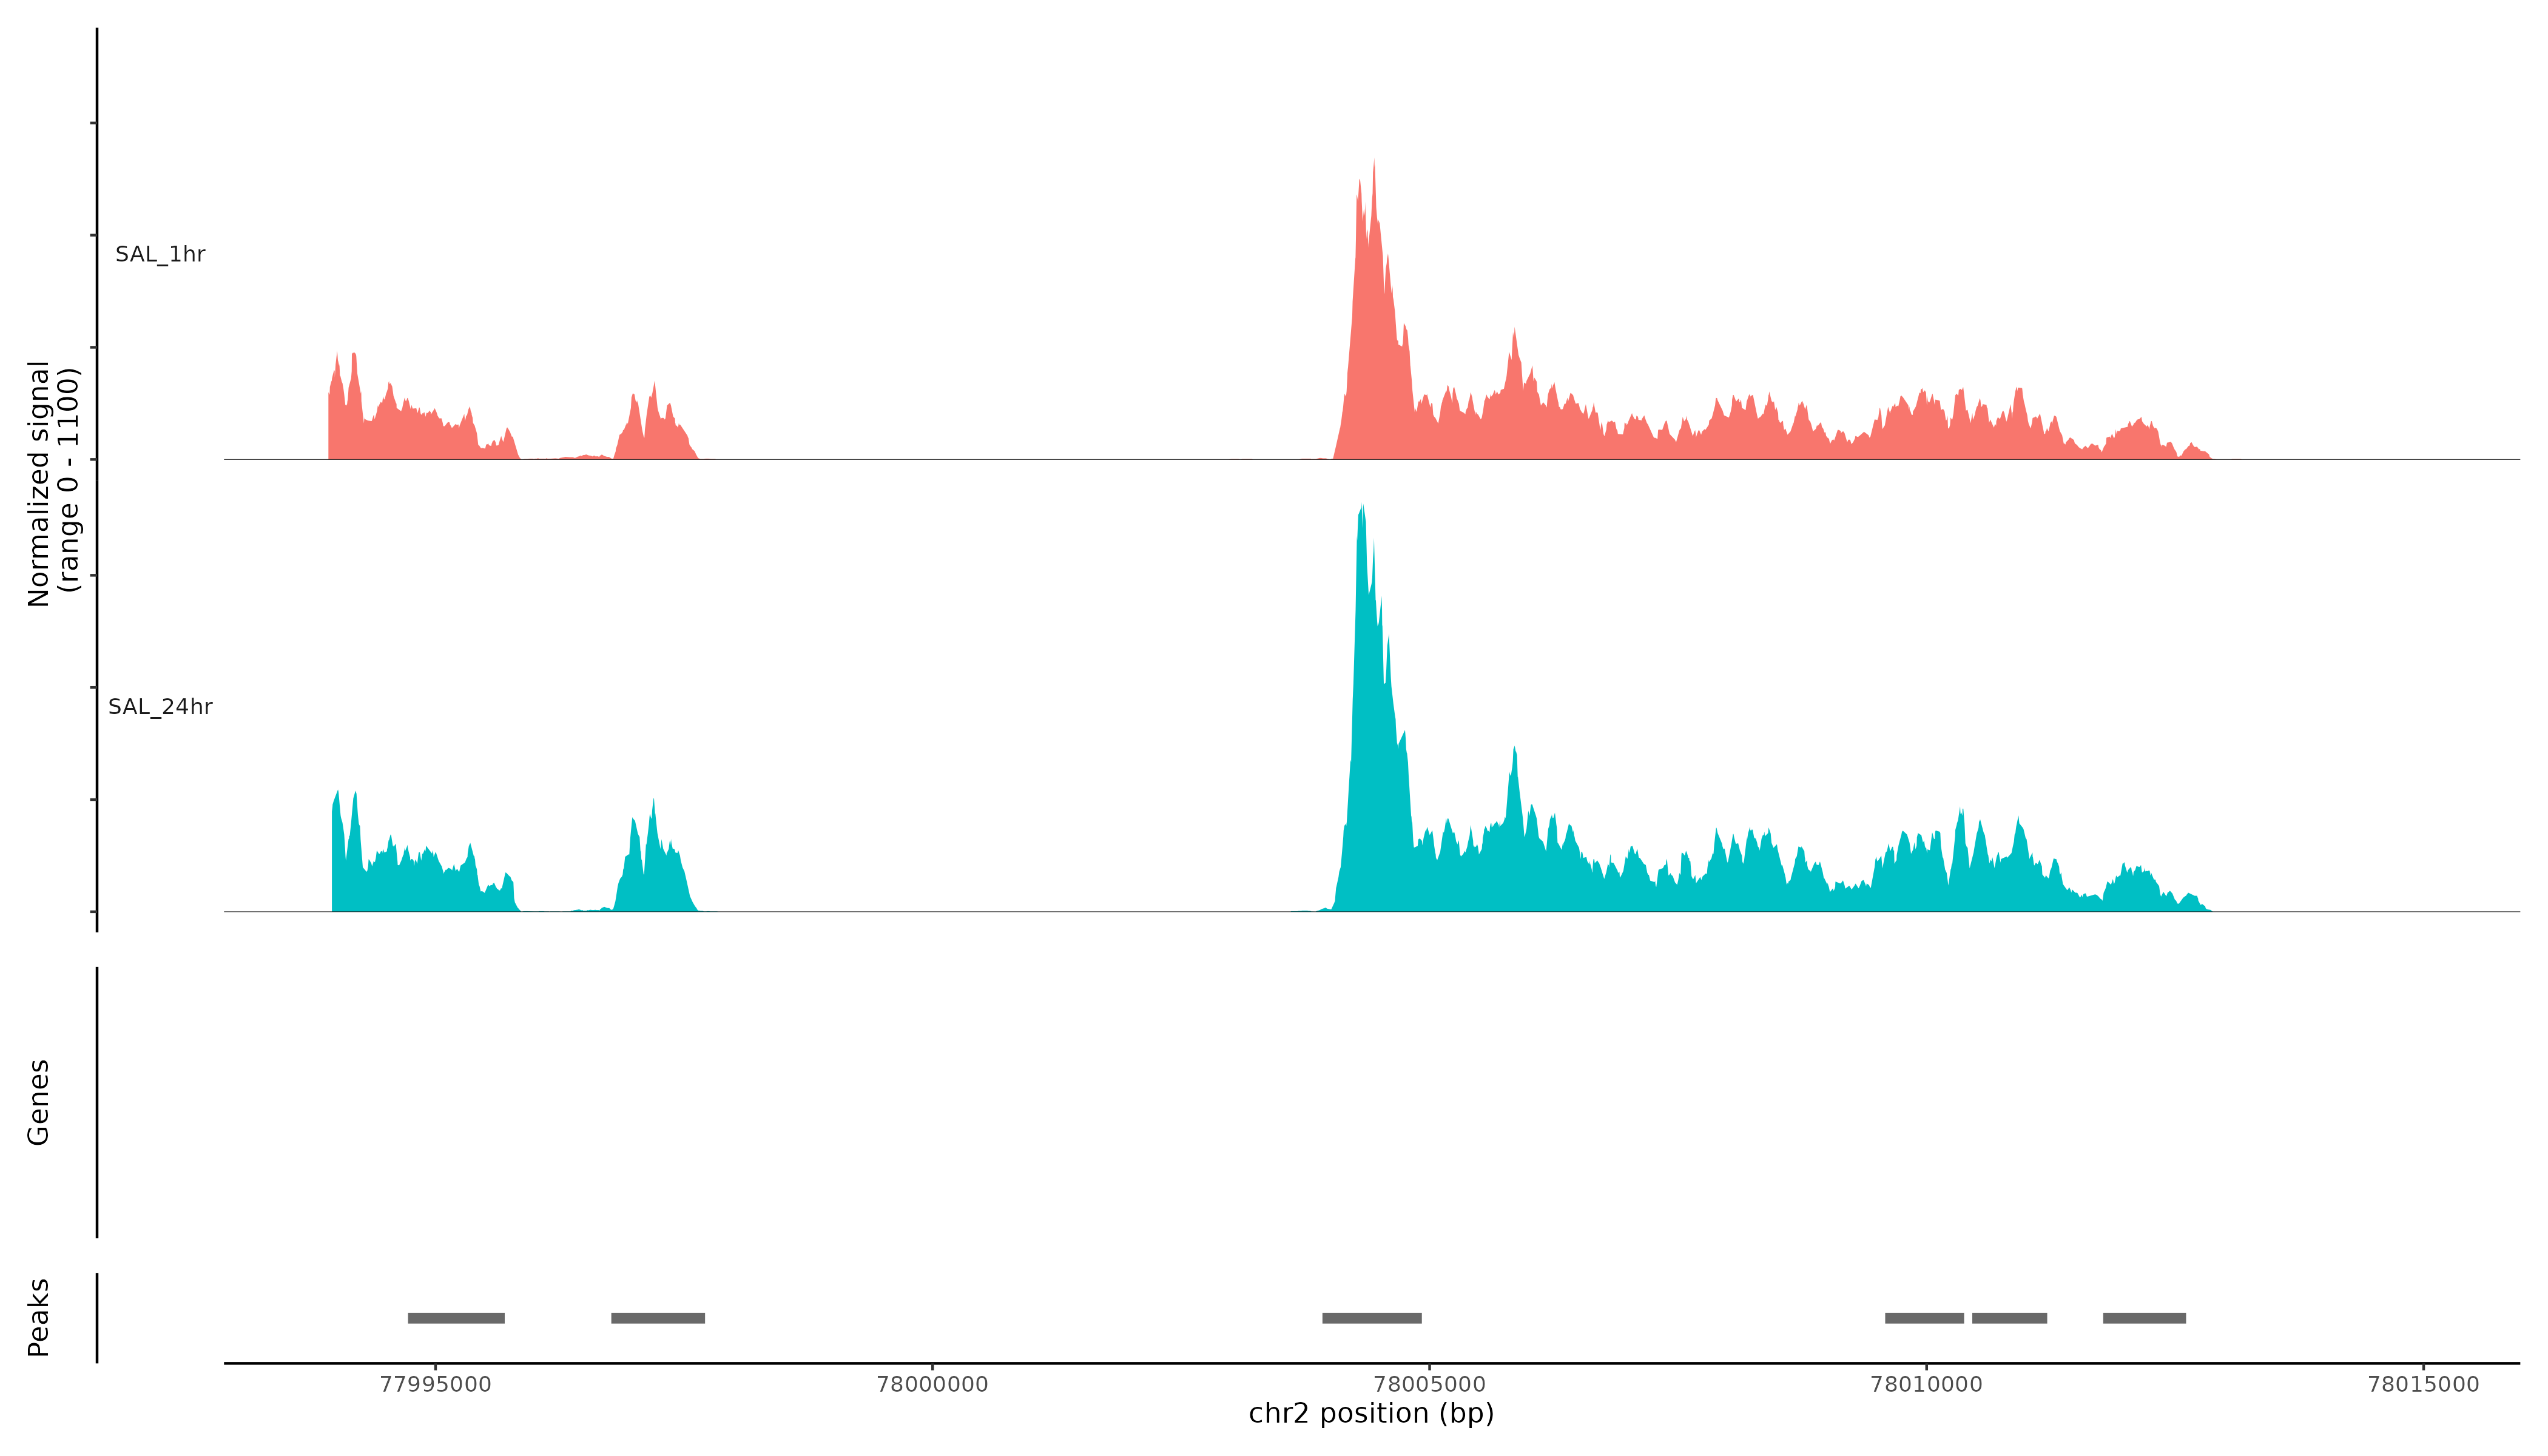 Normalized signal
(range 0 - 1100)
SAL_1hr
SAL_24hr
Genes
Peaks
77995000
78000000
78005000
78010000
78015000
chr2 position (bp)